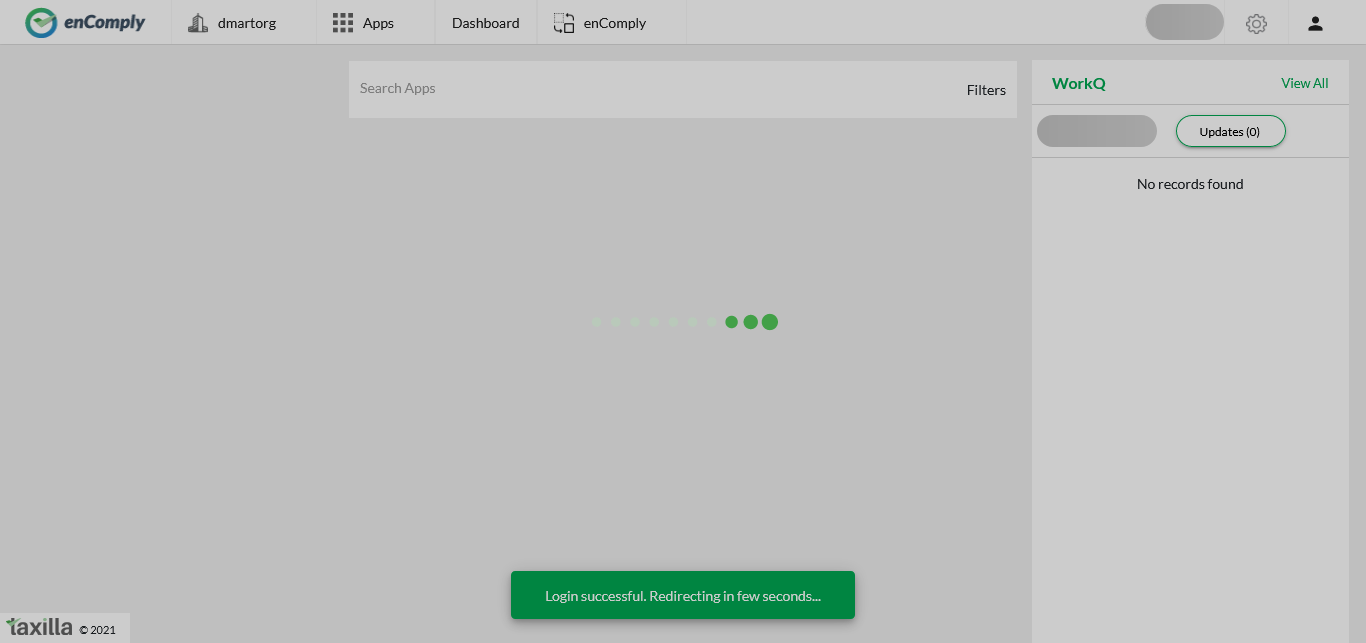 enComply
dmartorg
Apps
Dashboard
enComply
Search Apps
Filters
WorkQ
View All
Updates (0)
No records found
Login successful. Redirecting in few seconds...
taxilla © 2021